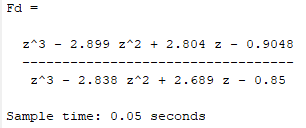 Fd =
z^3 - 2.899 z^2 + 2.804 z - 0.9048
----------------------------------
z^3 - 2.838 z^2 + 2.689 z - 0.85
Sample time: 0.05 seconds